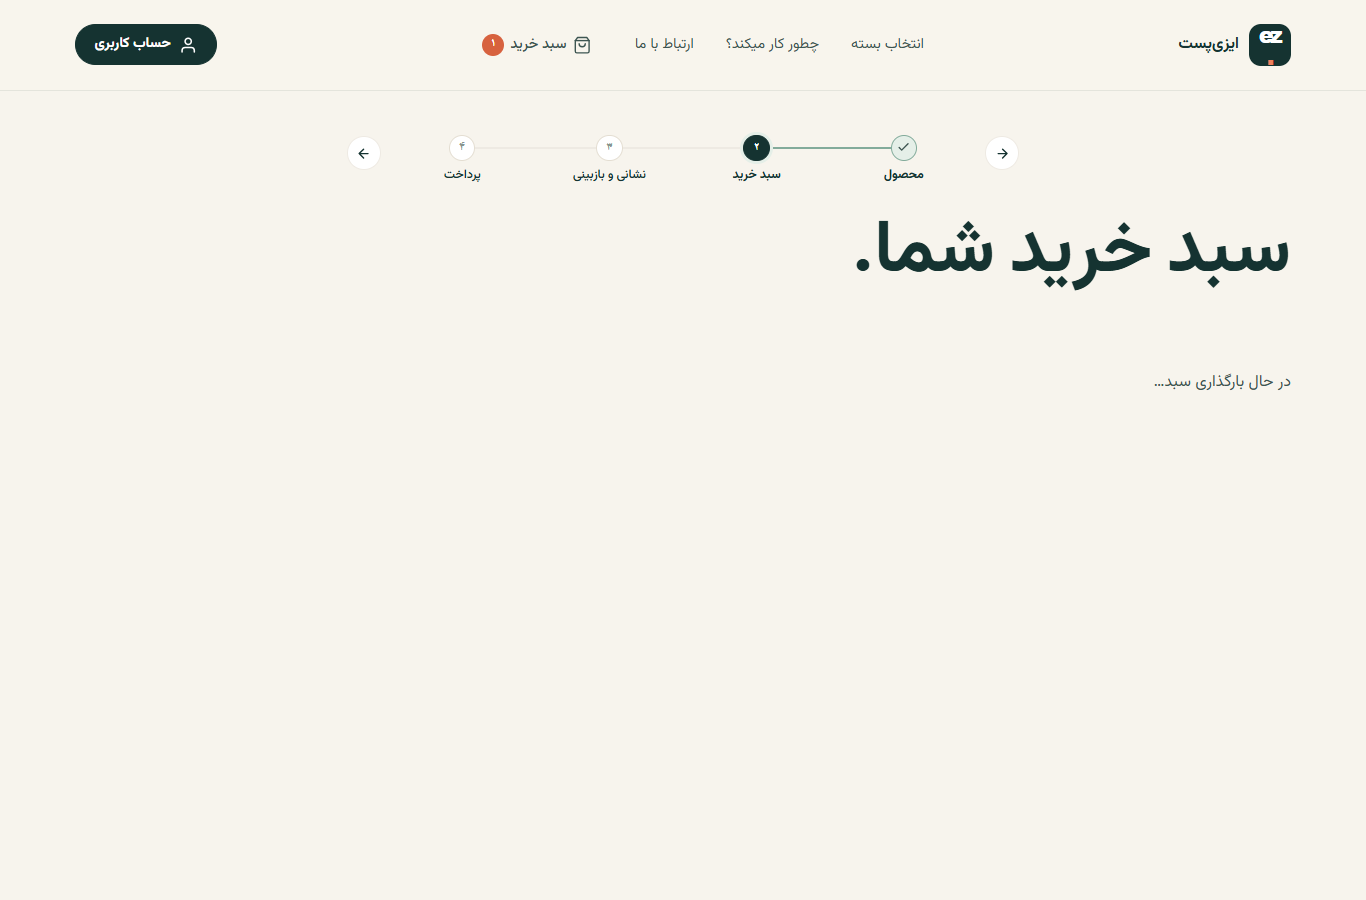 ez.
ایزی‌پست
انتخاب بسته
چطور کار میکند؟
ارتباط با ما
سبد خرید ۱
حساب کاربری
محصول
۲ سبد خرید
۳ نشانی و بازبینی
۴ پرداخت
سبد خرید شما.
در حال بارگذاری سبد...